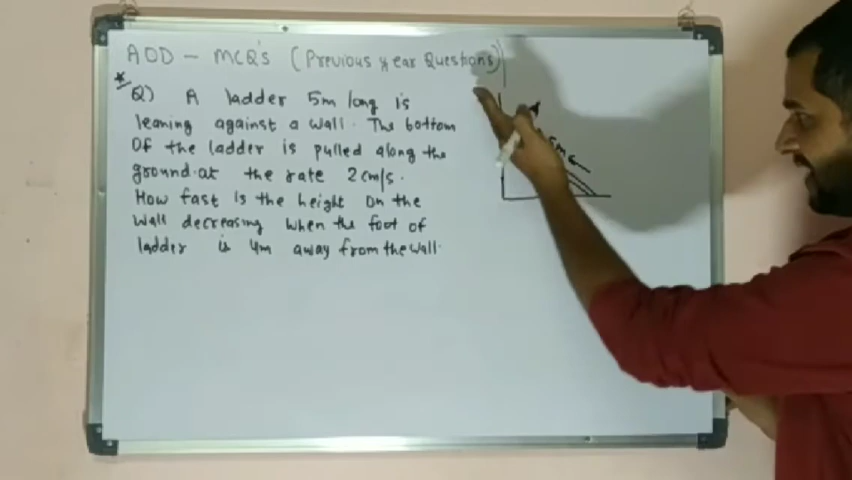 AOD - MCQ's (Previous year Questions)
* Q) A ladder 5m long is
leaning against a wall. The bottom
Of the ladder is pulled along the
ground at the rate 2cm/s.
How fast is the height on the
Wall decreasing when the foot of
ladder is 4m away from the wall.
5m